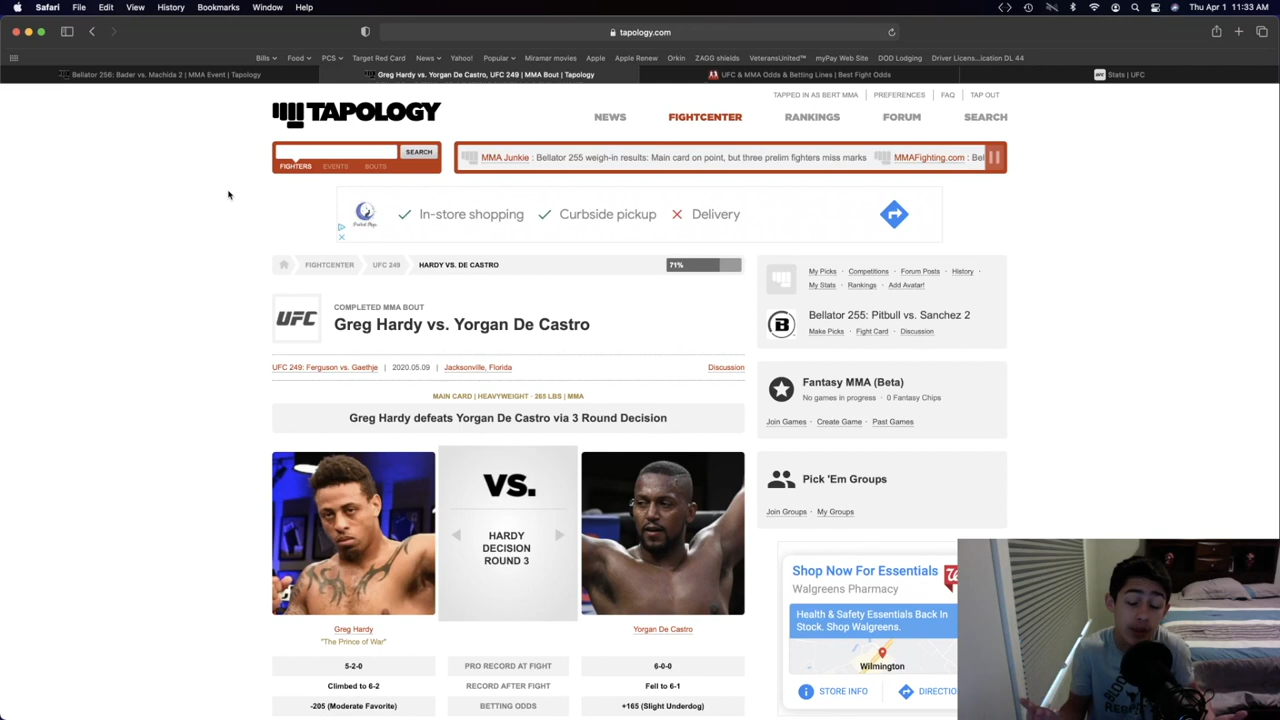 Safari File Edit View History Bookmarks Window Help
Thu Apr 1 11:33 AM
tapology.com
Bills Food PCS Target Red Card News Yahoo! Popular Miramar movies Apple Apple Renew Orkin ZAGG shields VeteransUnited™ myPay Web Site DOD Lodging Driver Licens...ication DL 44
Bellator 256: Bader vs. Machida 2 | MMA Event | Tapology
Greg Hardy vs. Yorgan De Castro, UFC 249 | MMA Bout | Tapology
UFC & MMA Odds & Betting Lines | Best Fight Odds
Stats | UFC
TAPPED IN AS BERT MMA | PREFERENCES | FAQ | TAP OUT
TAPOLOGY
NEWS FIGHTCENTER RANKINGS FORUM SEARCH
SEARCH
FIGHTERS EVENTS BOUTS
MMA Junkie : Bellator 255 weigh-in results: Main card on point, but three prelim fighters miss marks
MMAFighting.com : Bel
In-store shopping Curbside pickup Delivery
FIGHTCENTER UFC 249 HARDY VS. DE CASTRO
71%
UFC
COMPLETED MMA BOUT
Greg Hardy vs. Yorgan De Castro
UFC 249: Ferguson vs. Gaethje | 2020.05.09 | Jacksonville, Florida
Discussion
MAIN CARD | HEAVYWEIGHT · 265 LBS | MMA
Greg Hardy defeats Yorgan De Castro via 3 Round Decision
VS.
HARDY
DECISION
ROUND 3
Greg Hardy
Yorgan De Castro
"The Prince of War"
5-2-0 PRO RECORD AT FIGHT 6-0-0
Climbed to 6-2 RECORD AFTER FIGHT Fell to 6-1
-205 (Moderate Favorite) BETTING ODDS +165 (Slight Underdog)
My Picks · Competitions · Forum Posts · History ·
My Stats · Rankings · Add Avatar!
B
Bellator 255: Pitbull vs. Sanchez 2
Make Picks · Fight Card · Discussion
Fantasy MMA (Beta)
No games in progress · 0 Fantasy Chips
Join Games · Create Game · Past Games
Pick 'Em Groups
Join Groups · My Groups
Shop Now For Essentials
Walgreens Pharmacy
Health & Safety Essentials Back In
Stock. Shop Walgreens.
Wilmington
STORE INFO
DIRECTIO